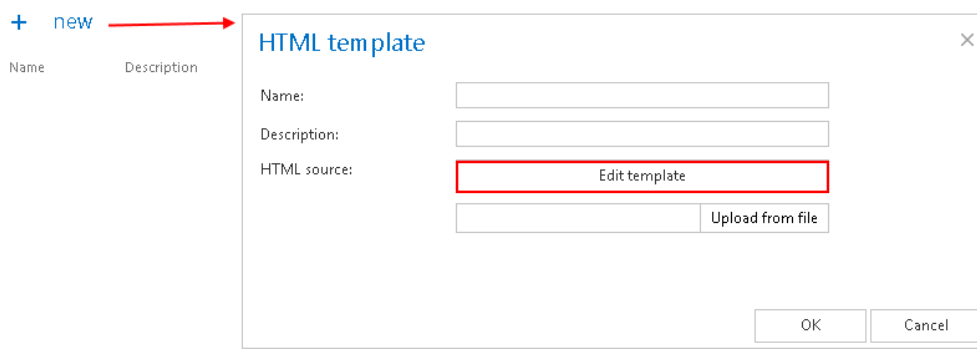 + new
HTML template
Name Description
Name:
Description:
HTML source:
Edit template
Upload from file
OK Cancel